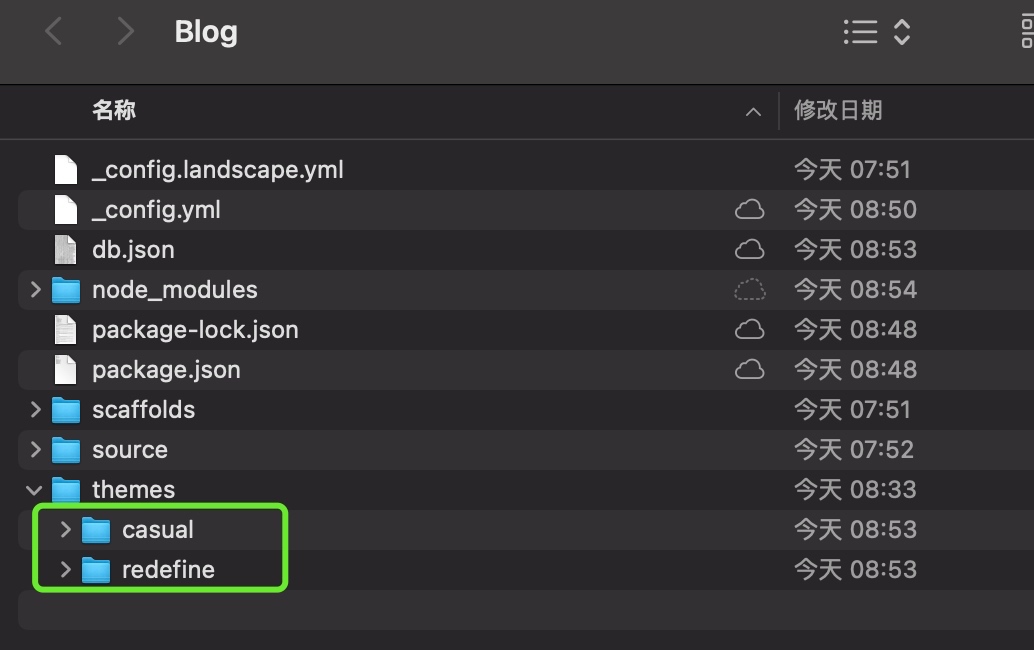 Blog
名称 修改日期
_config.landscape.yml 今天 07:51
_config.yml 今天 08:50
db.json 今天 08:53
node_modules 今天 08:54
package-lock.json 今天 08:48
package.json 今天 08:48
scaffolds 今天 07:51
source 今天 07:52
themes 今天 08:33
casual 今天 08:53
redefine 今天 08:53